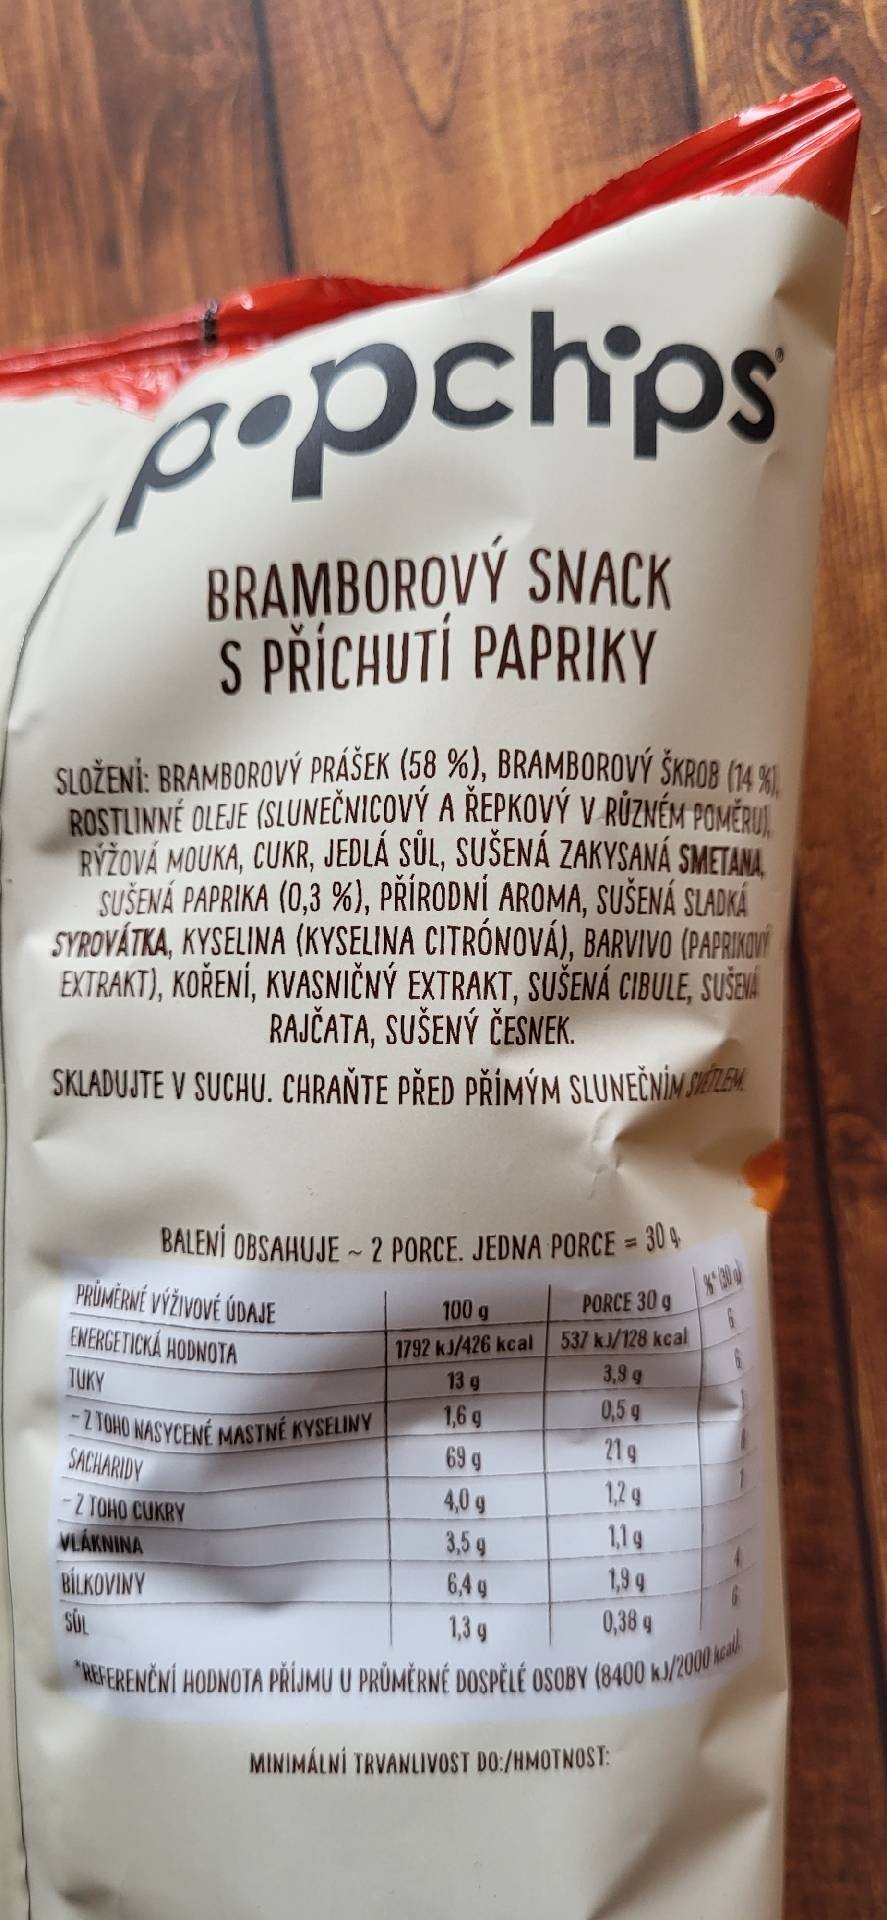 popchips®
BRAMBOROVÝ SNACK
S PŘÍCHUTÍ PAPRIKY
SLOŽENÍ: BRAMBOROVÝ PRÁŠEK (58 %), BRAMBOROVÝ ŠKROB (14 %),
ROSTLINNÉ OLEJE (SLUNEČNICOVÝ A ŘEPKOVÝ V RŮZNÉM POMĚRU),
RÝŽOVÁ MOUKA, CUKR, JEDLÁ SŮL, SUŠENÁ ZAKYSANÁ SMETANA,
SUŠENÁ PAPRIKA (0,3 %), PŘÍRODNÍ AROMA, SUŠENÁ SLADKÁ
SYROVÁTKA, KYSELINA (KYSELINA CITRÓNOVÁ), BARVIVO (PAPRIKOVÝ
EXTRAKT), KOŘENÍ, KVASNIČNÝ EXTRAKT, SUŠENÁ CIBULE, SUŠENÁ
RAJČATA, SUŠENÝ ČESNEK.
SKLADUJTE V SUCHU. CHRAŇTE PŘED PŘÍMÝM SLUNEČNÍM SVĚTLEM.
BALENÍ OBSAHUJE ~ 2 PORCE. JEDNA PORCE = 30 g
PRŮMĚRNÉ VÝŽIVOVÉ ÚDAJE 100 g PORCE 30 g %* (30 g)
ENERGETICKÁ HODNOTA 1792 kJ/426 kcal 537 kJ/128 kcal 6
TUKY 13 g 3,9 g 6
- Z TOHO NASYCENÉ MASTNÉ KYSELINY 1,6 g 0,5 g
SACHARIDY 69 g 21 g
- Z TOHO CUKRY 4,0 g 1,2 g 1
VLÁKNINA 3,5 g 1,1 g
BÍLKOVINY 6,4 g 1,9 g 4
SŮL 1,3 g 0,38 g 6
*REFERENČNÍ HODNOTA PŘÍJMU U PRŮMĚRNÉ DOSPĚLÉ OSOBY (8400 kJ/2000 kcal).
MINIMÁLNÍ TRVANLIVOST DO:/HMOTNOST: